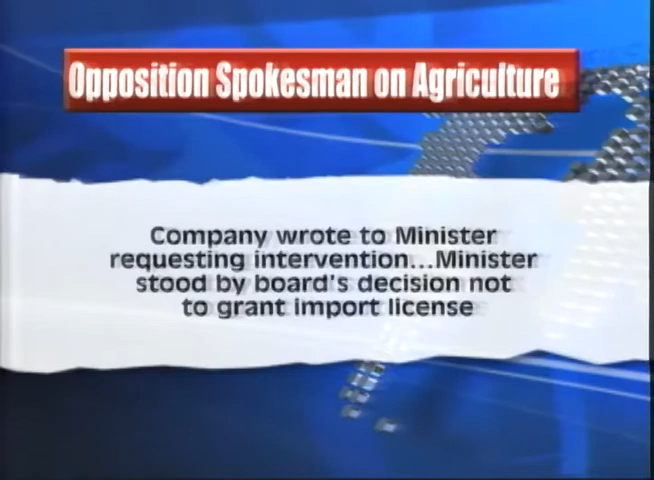 Opposition Spokesman on Agriculture
Company wrote to Minister
requesting intervention...Minister
stood by board's decision not
to grant import license